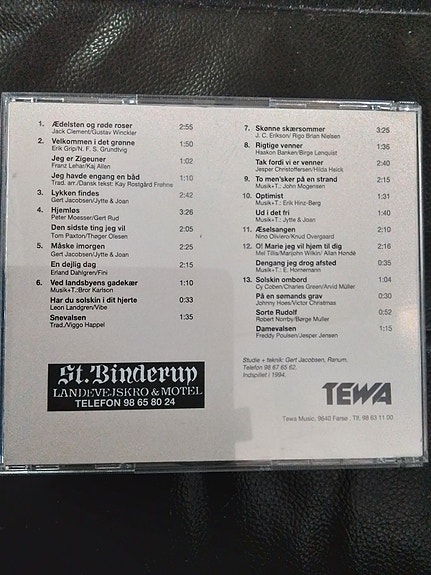 1. Ædelsten og røde roser
Jack Clement/Gustav Winckler 2:55
2. Velkommen i det grønne
Erik Grip/N. F. S. Grundtvig 1:50
Jeg er Zigeuner
Franz Lehar/Kaj Allen 1:02
Jeg havde engang en båd
Trad. arr./Dansk tekst: Kay Rostgård Frøhne 1:10
3. Lykken findes
Gert Jacobsen/Jytte & Joan 2:42
4. Hjemløs
Peter Moesser/Gert Rud 3:26
Den sidste ting jeg vil
Tom Paxton/Thøger Olesen 2:05
5. Måske imorgen
Gert Jacobsen/Jytte & Joan 2:25
En dejlig dag
Erland Dahlgren/Fini 2:15
6. Ved landsbyens gadekær
Musik+T.:Bror Karlson 1:10
Har du solskin i dit hjerte
Leon Landgren/Vibe 0:33
Snevalsen
Trad./Viggo Happel 1:35
St. Binderup
LANDEVEJSKRO & MOTEL
TELEFON 98 65 80 24
7. Skønne skærsommer
J. C. Erikson/ Rigo Brian Nielsen 3:25
8. Rigtige venner
Haakon Banken/Birge Lønquist 1:36
Tak fordi vi er venner
Jesper Christoffersen/Hilda Heick 2:40
9. To men'sker på en strand
Musik+T.: John Mogensen 2:15
10. Optimist
Musik+T.: Erik Hinz-Berg 1:31
Ud i det fri
Musik+T.: Jytte & Joan 1:40
11. Æselsangen
Nino Oliviero/Knud Overgaard 2:10
12. O! Marie jeg vil hjem til dig
Mel Tillis/Marijohn Wilkin/ Allan Hondé 2:16
Dengang jeg drog afsted
Musik+T.: E. Hornemann 0:35
13. Solskin ombord
Cy Coben/Charles Green/Arvid Müller 1:04
På en sømands grav
Johnny Hoes/Victor Christmas 0:30
Sorte Rudolf
Robert Norrby/Børge Müller 0:52
Damevalsen
Freddy Poulsen/Jesper Jensen 1:15
Studie + teknik: Gert Jacobsen, Ranum.
Telefon 98 67 65 62.
Indspillet i 1994.
TEWA
Tewa Music, 9640 Farsø . Tlf. 98 63 11 00